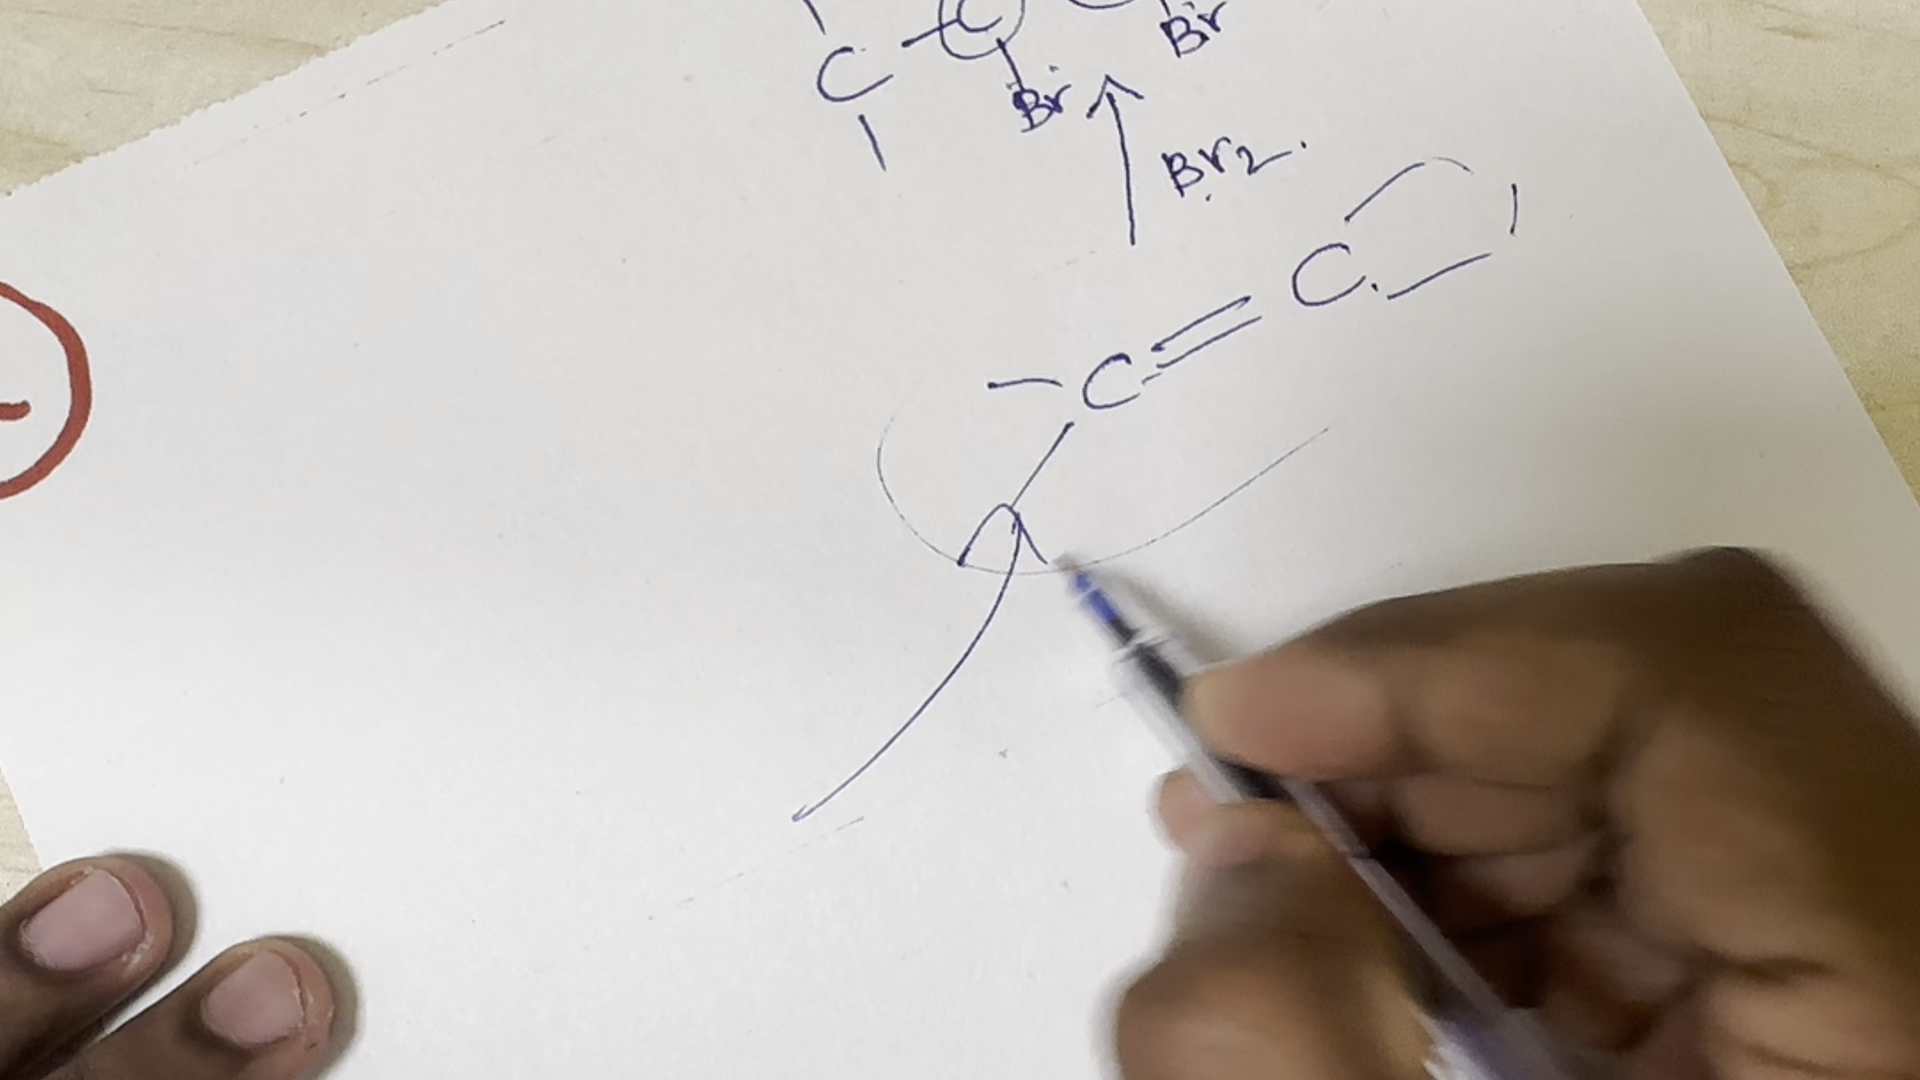 C - C
Br
Br
Br2.
- C = C